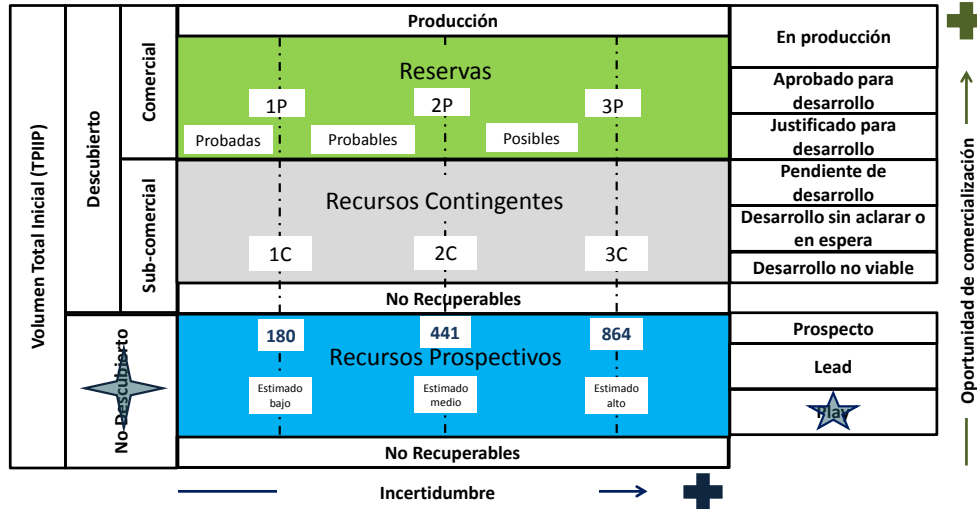 Volumen Total Inicial (TPIIP)
Descubierto
No Descubierto
Comercial
Sub-comercial
Producción
Reservas
1P
2P
3P
Probadas
Probables
Posibles
Recursos Contingentes
1C
2C
3C
No Recuperables
180
441
864
Recursos Prospectivos
Estimado
bajo
Estimado
medio
Estimado
alto
No Recuperables
En producción
Aprobado para
desarrollo
Justificado para
desarrollo
Pendiente de
desarrollo
Desarrollo sin aclarar o
en espera
Desarrollo no viable
Prospecto
Lead
Play
Oportunidad de comercialización
Incertidumbre